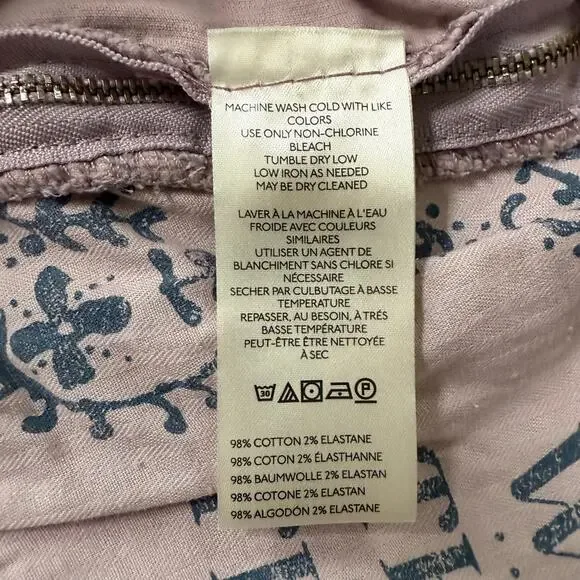 MACHINE WASH COLD WITH LIKE
COLORS
USE ONLY NON-CHLORINE
BLEACH
TUMBLE DRY LOW
LOW IRON AS NEEDED
MAY BE DRY CLEANED
LAVER À LA MACHINE À L'EAU
FROIDE AVEC COULEURS
SIMILAIRES
UTILISER UN AGENT DE
BLANCHIMENT SANS CHLORE SI
NÉCESSAIRE
SECHER PAR CULBUTAGE À BASSE
TEMPERATURE
REPASSER, AU BESOIN, À TRÉS
BASSE TEMPÉRATURE
PEUT-ÊTRE ÊTRE NETTOYÉE
À SEC
30 P
98% COTTON 2% ELASTANE
98% COTON 2% ÉLASTHANNE
98% BAUMWOLLE 2% ELASTAN
98% COTONE 2% ELASTAN
98% ALGODÓN 2% ELASTANE